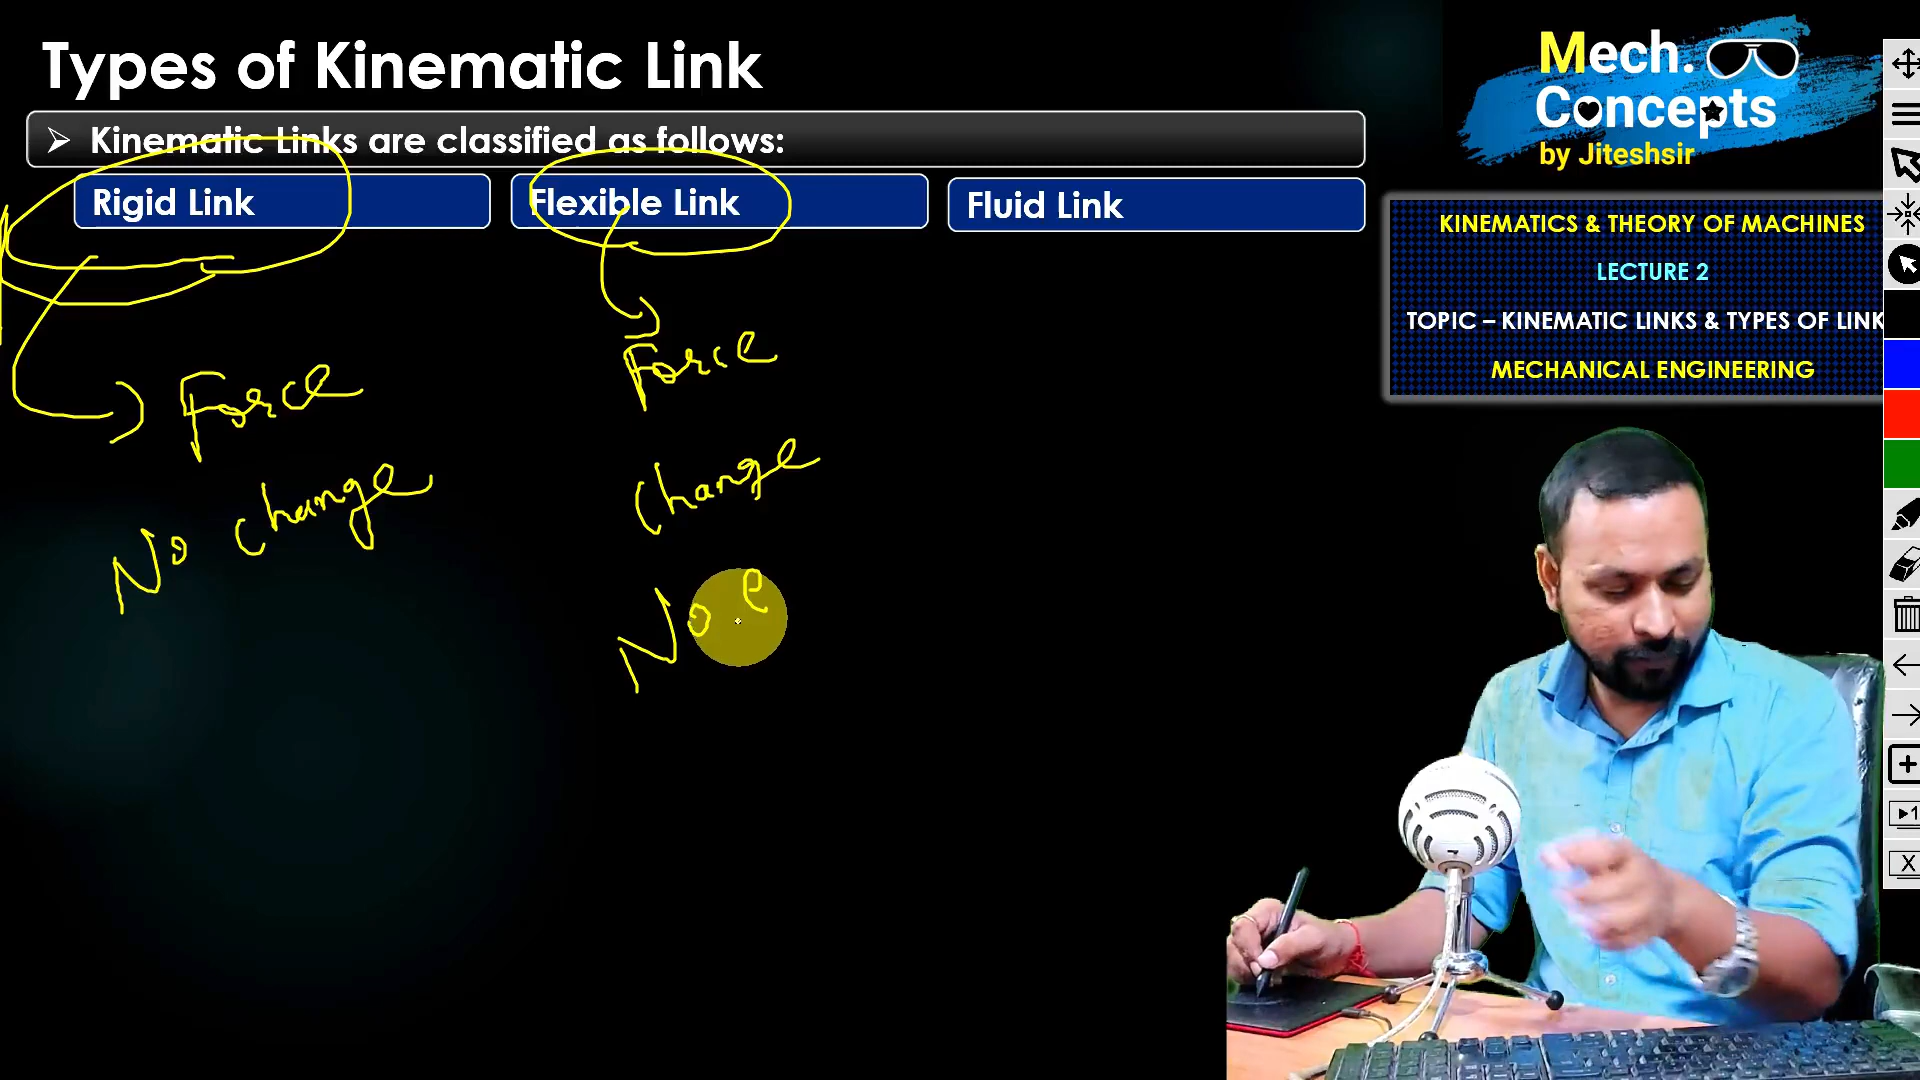 Types of Kinematic Link
Kinematic Links are classified as follows:
Rigid Link
Flexible Link
Fluid Link
Force
No change
Force
change
No e
Mech.
Concepts
by Jiteshsir
KINEMATICS & THEORY OF MACHINES
LECTURE 2
TOPIC – KINEMATIC LINKS & TYPES OF LINK
MECHANICAL ENGINEERING
1
X